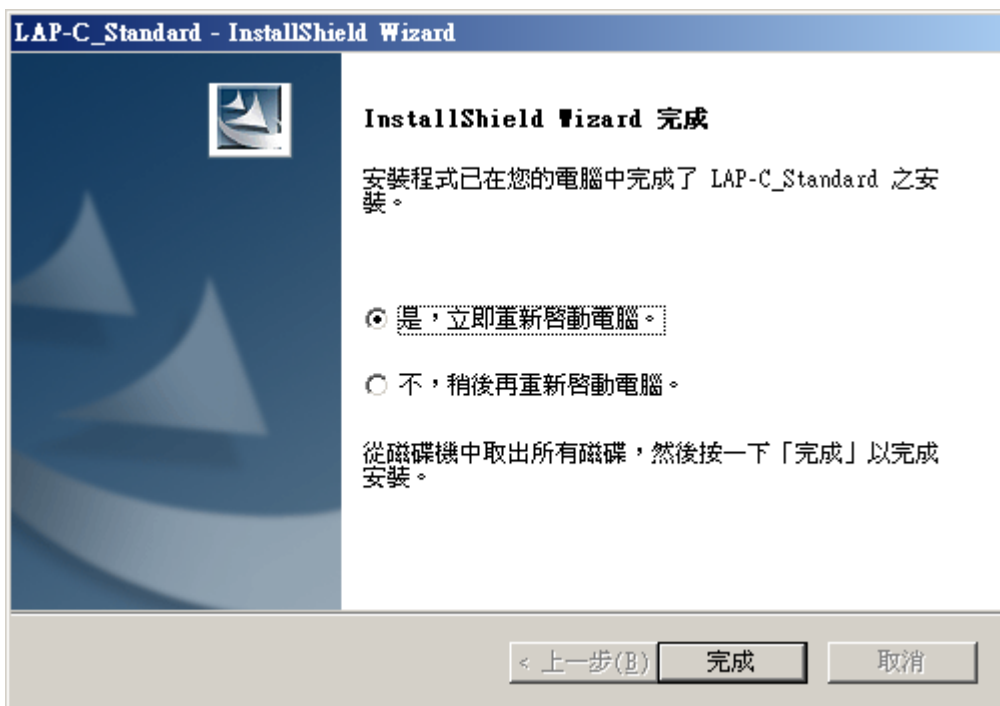 LAP-C_Standard - InstallShield Wizard
InstallShield Wizard 完成
安裝程式已在您的電腦中完成了 LAP-C_Standard 之安
裝。
是，立即重新啓動電腦。
不，稍後再重新啓動電腦。
從磁碟機中取出所有磁碟，然後按一下「完成」以完成
安裝。
< 上一步(B) 完成 取消